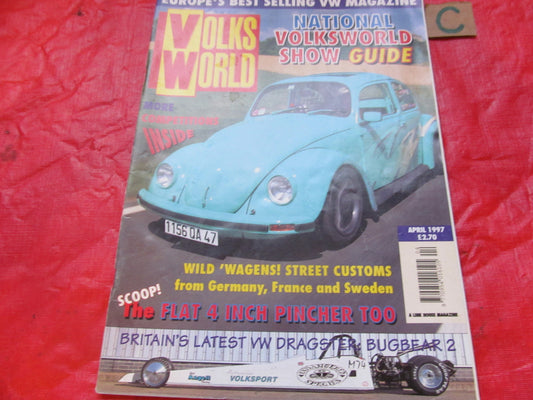 EUROPE'S BEST SELLING VW MAGAZINE
VOLKS
WORLD
NATIONAL
VOLKSWORLD
SHOW GUIDE
C
MORE
INSIDE
1156 QA 47
APRIL 1997
£2.70
WILD 'WAGENS! STREET CUSTOMS
from Germany, France and Sweden
SCOOP!
The FLAT 4 INCH PINCHER TOO
A LINK HOUSE MAGAZINE
BRITAIN'S LATEST VW DRAGSTER: BUGBEAR 2
VOLKSPORT
SPECIES